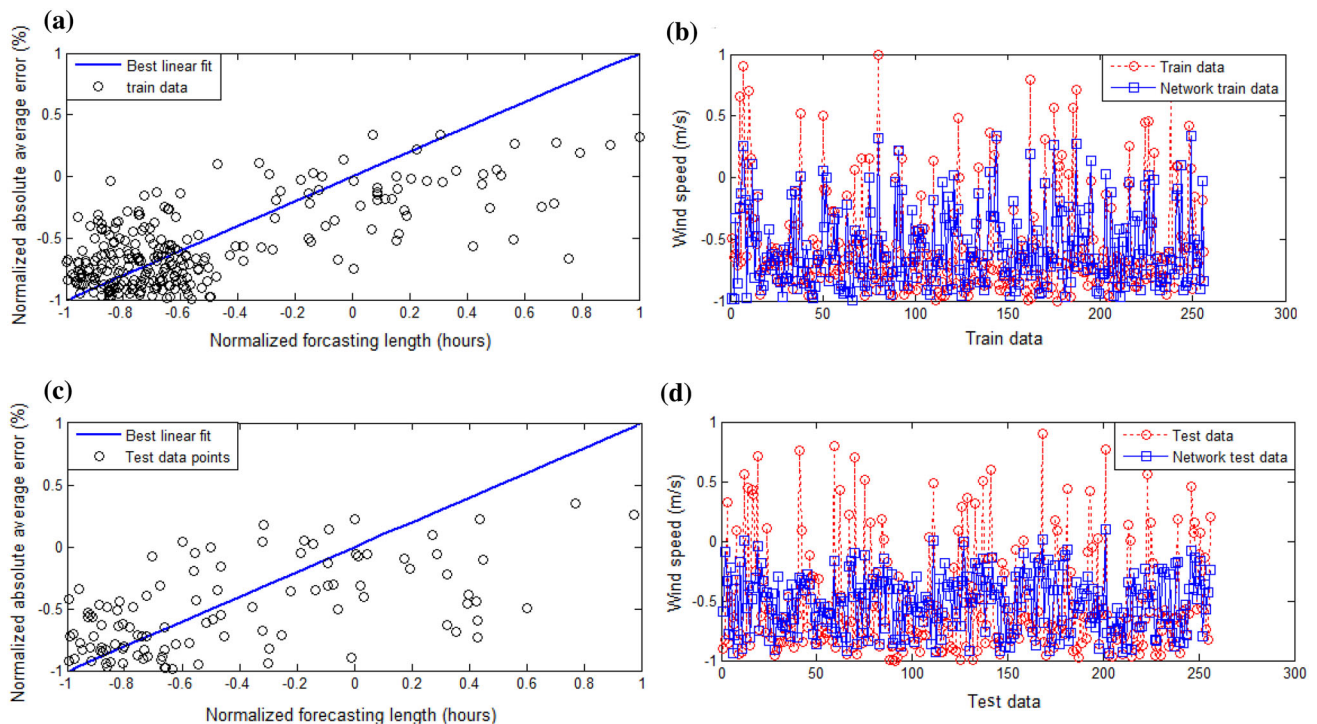 (a)
Normalized absolute average error (%)
1
0.5
0
-0.5
-1
Best linear fit
train data
-1 -0.8 -0.6 -0.4 -0.2 0 0.2 0.4 0.6 0.8 1
Normalized forcasting length (hours)
(b)
Wind speed (m/s)
1
0.5
0
-0.5
-1
Train data
Network train data
0 50 100 150 200 250 300
Train data
(c)
Normalized absolute average error (%)
1
0.5
0
-0.5
-1
Best linear fit
Test data points
-1 -0.8 -0.6 -0.4 -0.2 0 0.2 0.4 0.6 0.8 1
Normalized forecasting length (hours)
(d)
Wind speed (m/s)
1
0.5
0
-0.5
-1
Test data
Network test data
0 50 100 150 200 250 300
Test data